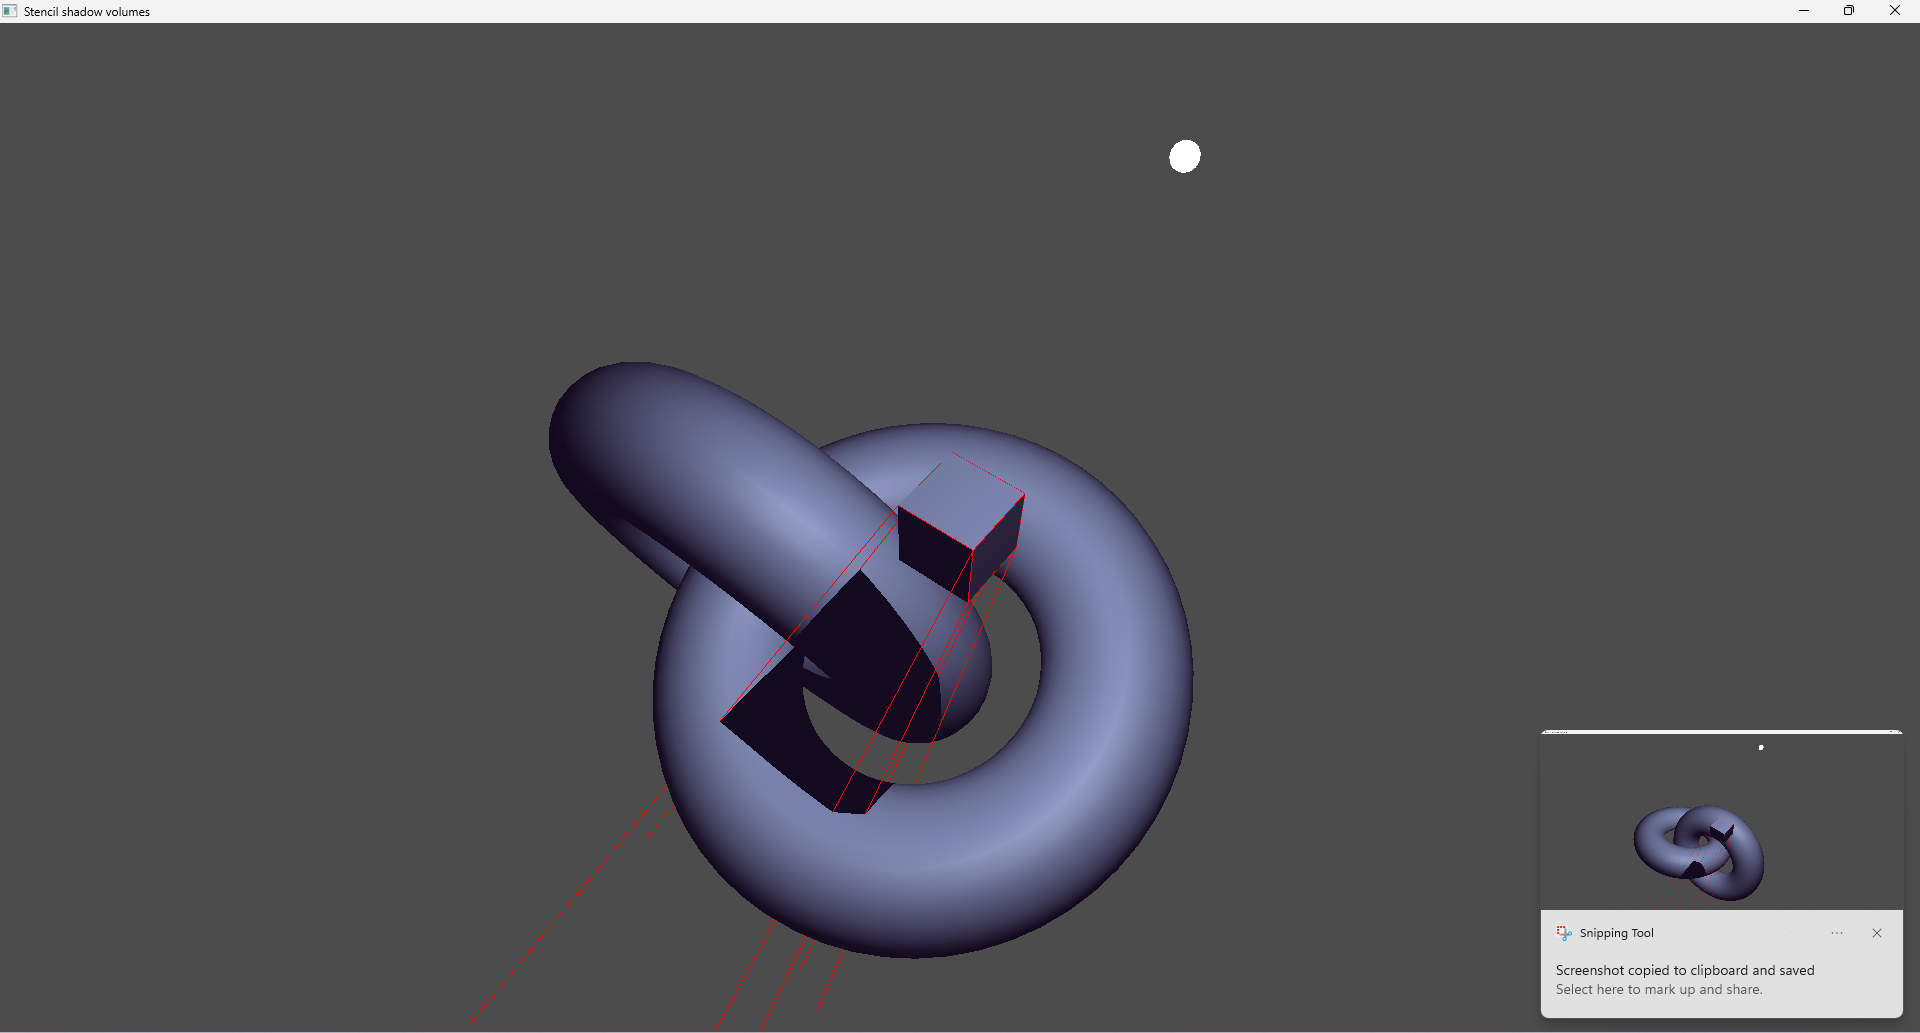 Stencil shadow volumes
Snipping Tool
Screenshot copied to clipboard and saved
Select here to mark up and share.